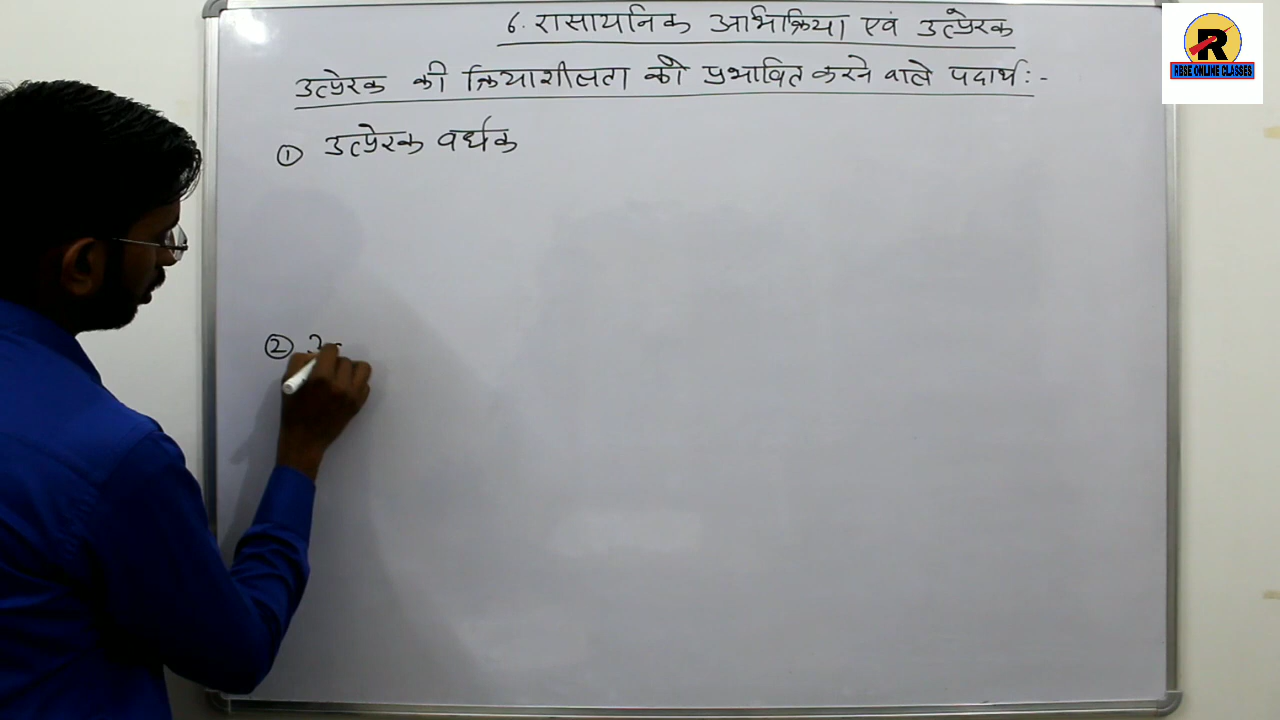 6. रासायनिक अभिक्रिया एवं उत्प्रेरक
उत्प्रेरक की क्रियाशीलता को प्रभावित करने वाले पदार्थ :-
① उत्प्रेरक वर्धक
②
R
RBSE ONLINE CLASSES